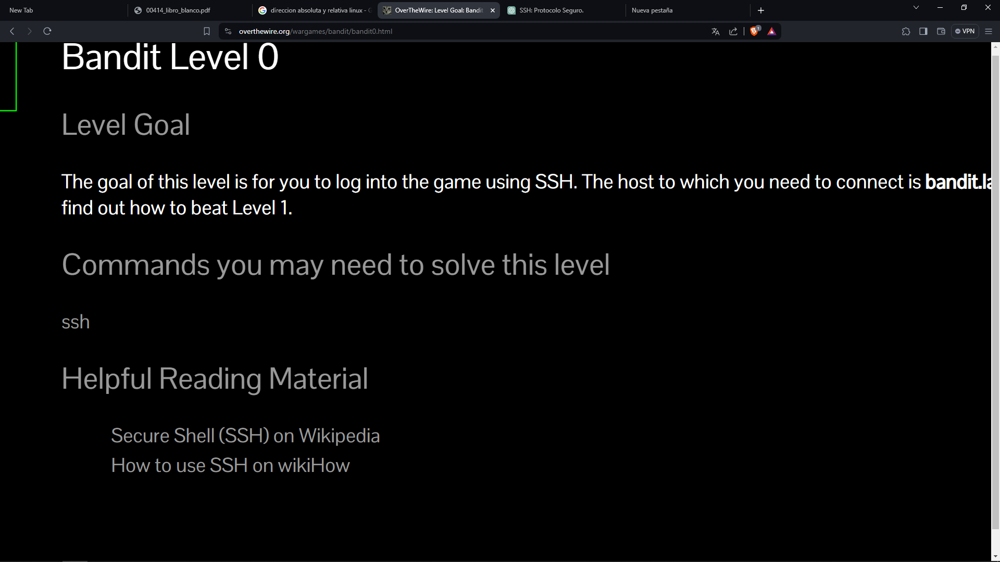 New Tab
00414_libro_blanco.pdf
direccion absoluta y relativa linux - G
OverTheWire: Level Goal: Bandit
SSH: Protocolo Seguro.
Nueva pestaña
overthewire.org/wargames/bandit/bandit0.html
1
VPN
Bandit Level 0
Level Goal
The goal of this level is for you to log into the game using SSH. The host to which you need to connect is bandit.la
find out how to beat Level 1.
Commands you may need to solve this level
ssh
Helpful Reading Material
Secure Shell (SSH) on Wikipedia
How to use SSH on wikiHow